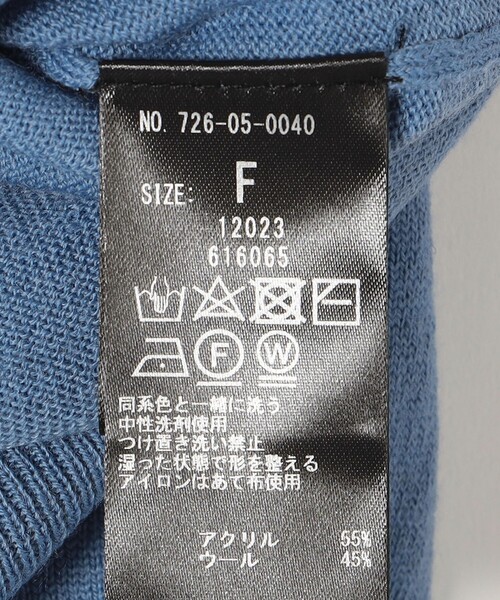 NO. 726-05-0040
SIZE: F
12023
616065
F W
同系色と一緒に洗う
中性洗剤使用
つけ置き洗い禁止
湿った状態で形を整える
アイロンはあて布使用
アクリル 55%
ウール 45%